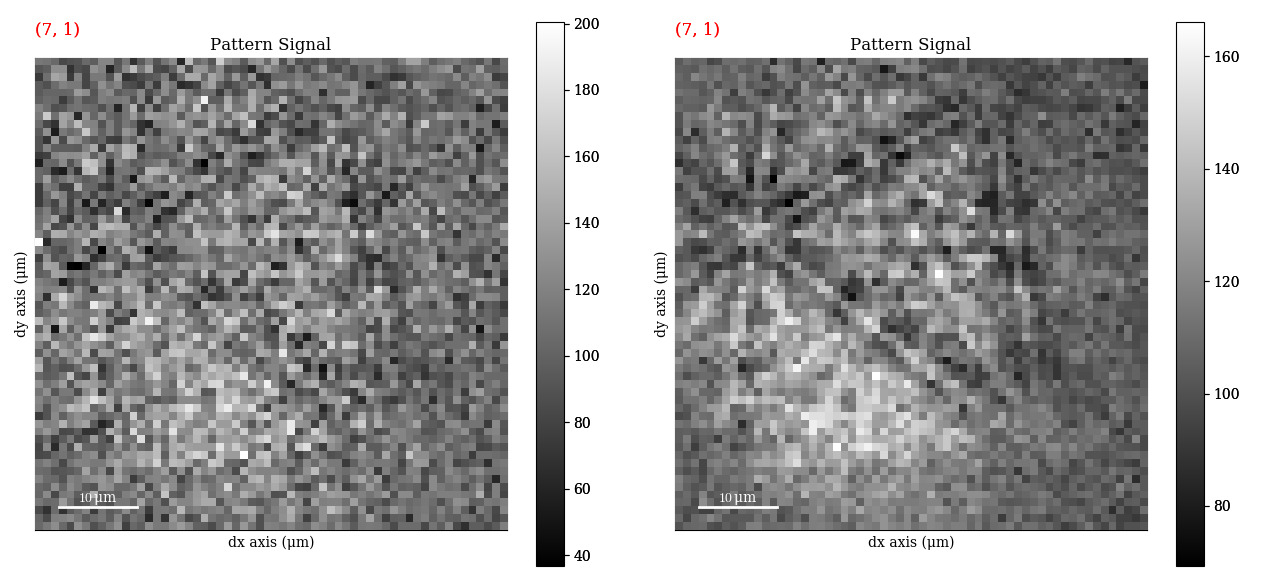 (7, 1)
Pattern Signal
200
180
160
140
120
100
80
60
40
dy axis (μm)
10 μm
dx axis (μm)
(7, 1)
Pattern Signal
160
140
120
100
80
dy axis (μm)
10 μm
dx axis (μm)